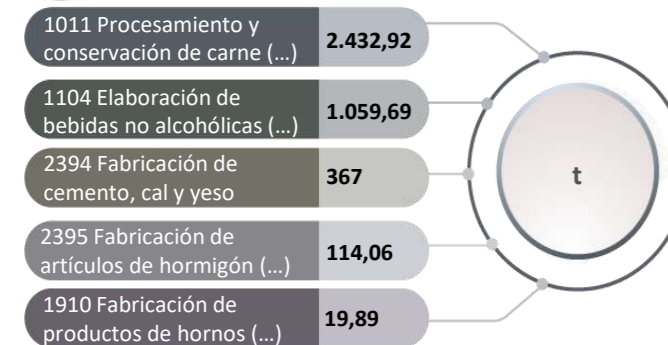 1011 Procesamiento y
conservación de carne (...)
2.432,92
1104 Elaboración de
bebidas no alcohólicas (...)
1.059,69
2394 Fabricación de
cemento, cal y yeso
367
2395 Fabricación de
artículos de hormigón (...)
114,06
1910 Fabricación de
productos de hornos (...)
19,89
t